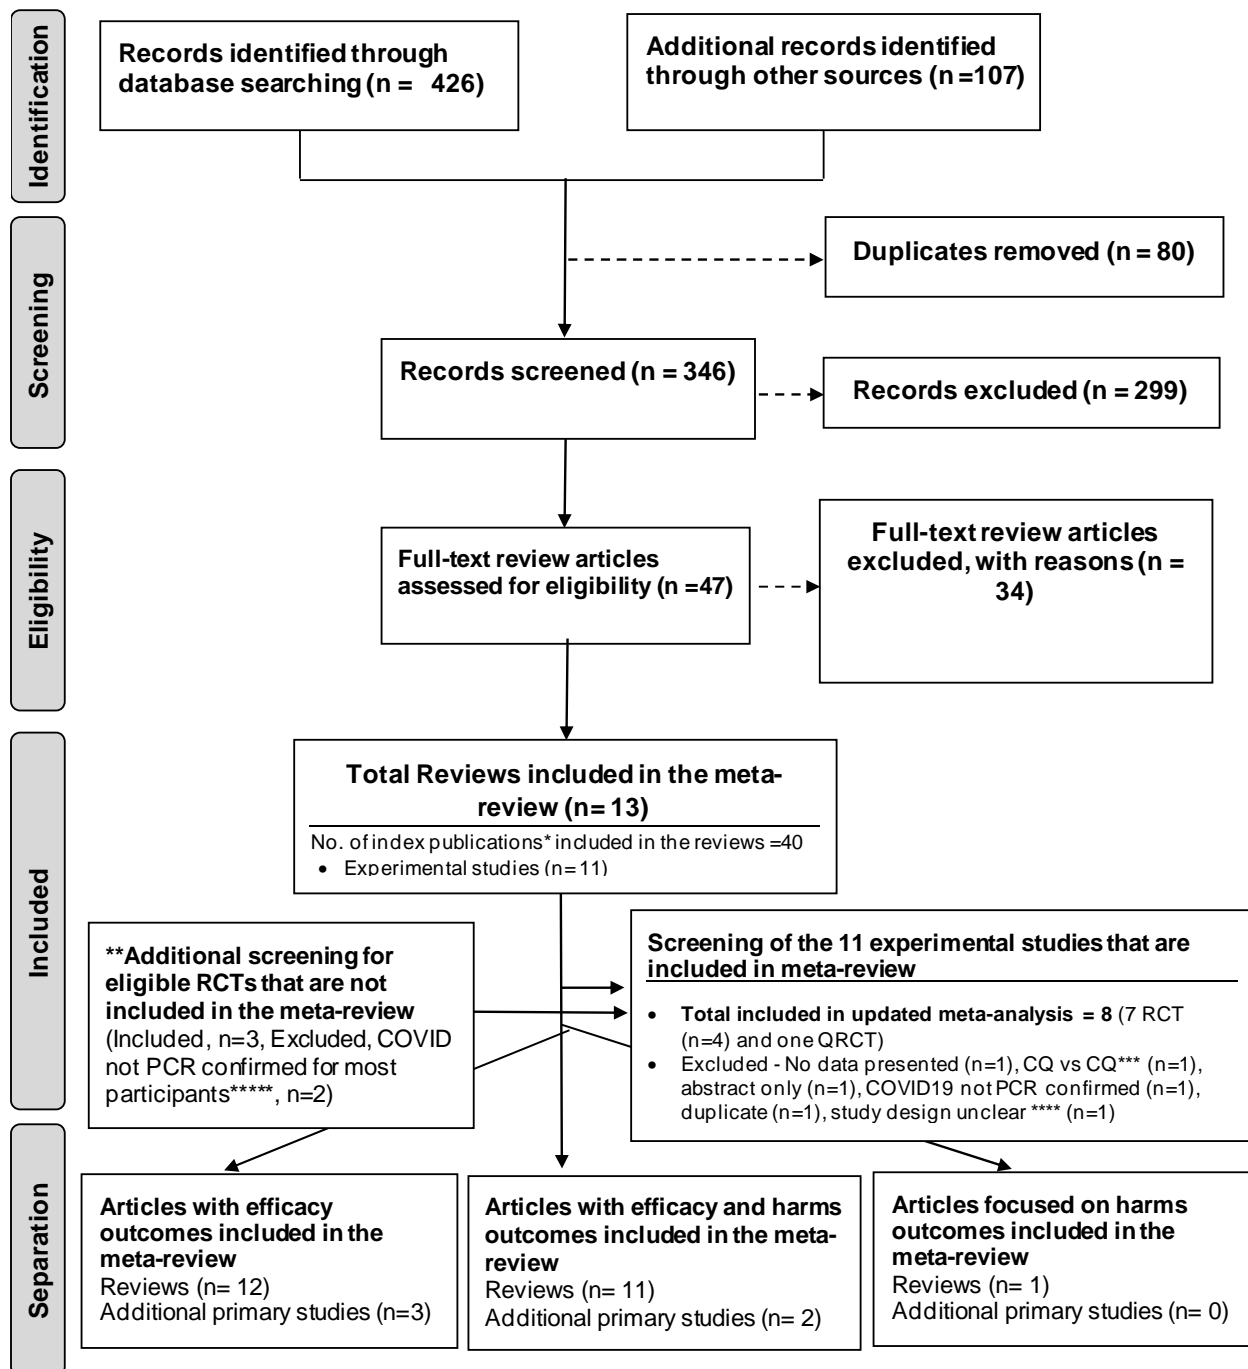 Identification
Records identified through
database searching (n = 426)
Additional records identified
through other sources (n =107)
Screening
Duplicates removed (n = 80)
Records screened (n = 346)
Records excluded (n = 299)
Eligibility
Full-text review articles
assessed for eligibility (n =47)
Full-text review articles
excluded, with reasons (n =
34)
Included
Total Reviews included in the meta-
review (n= 13)
No. of index publications* included in the reviews =40
• Experimental studies (n=11)
**Additional screening for
eligible RCTs that are not
included in the meta-review
(Included, n=3, Excluded, COVID
not PCR confirmed for most
participants*****, n=2)
Screening of the 11 experimental studies that are
included in meta-review
• Total included in updated meta-analysis = 8 (7 RCT
(n=4) and one QRCT)
• Excluded - No data presented (n=1), CQ vs CQ*** (n=1),
abstract only (n=1), COVID19 not PCR confirmed (n=1),
duplicate (n=1), study design unclear **** (n=1)
Separation
Articles with efficacy
outcomes included in the
meta-review
Reviews (n= 12)
Additional primary studies (n=3)
Articles with efficacy and harms
outcomes included in the meta-
review
Reviews (n= 11)
Additional primary studies (n= 2)
Articles focused on harms
outcomes included in the
meta-review
Reviews (n= 1)
Additional primary studies (n= 0)